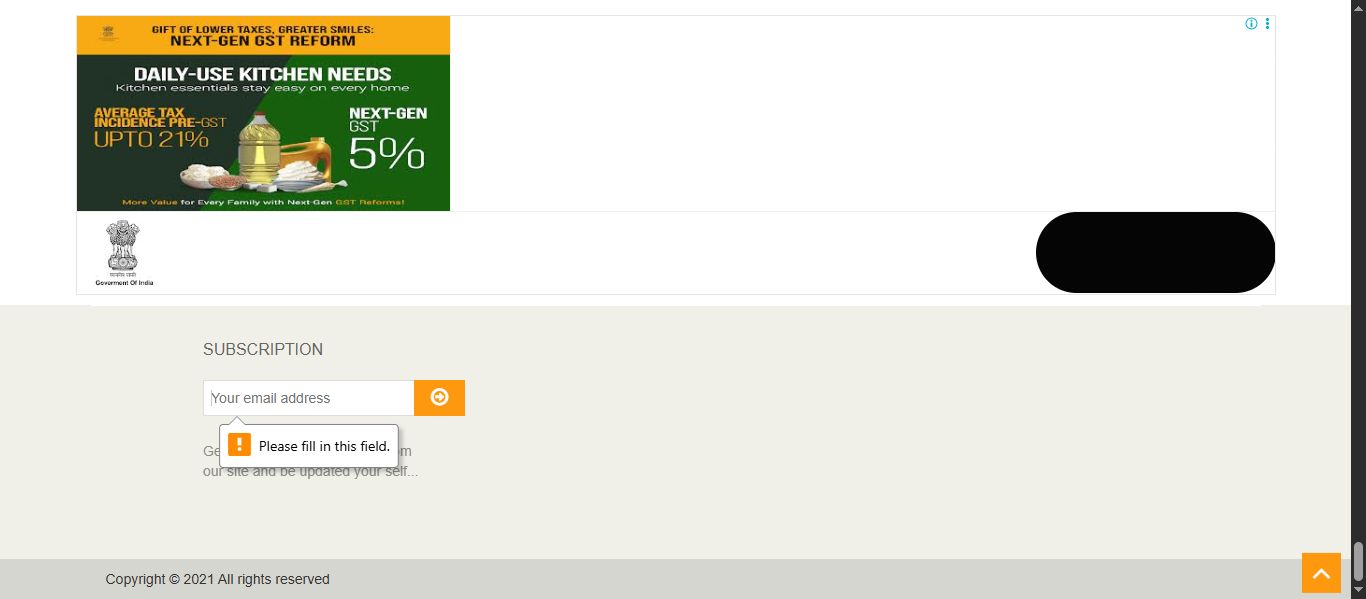 GIFT OF LOWER TAXES, GREATER SMILES:
NEXT-GEN GST REFORM
DAILY-USE KITCHEN NEEDS
Kitchen essentials stay easy on every home
AVERAGE TAX
INCIDENCE PRE-GST
UPTO 21%
NEXT-GEN
GST
5%
More Value for Every Family with Next-Gen GST Reforms!
सत्यमेव जयते
Goverment Of India
SUBSCRIPTION
Your email address
Please fill in this field.
our site and be updated your self...
Copyright © 2021 All rights reserved